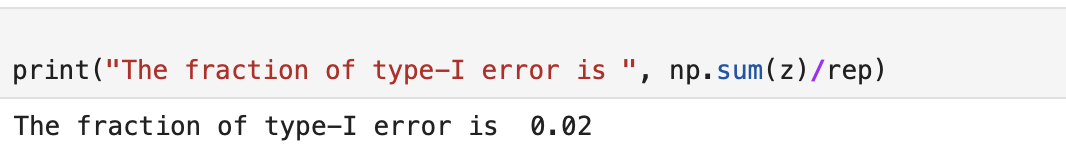 print("The fraction of type-I error is ", np.sum(z)/rep)
The fraction of type-I error is  0.02